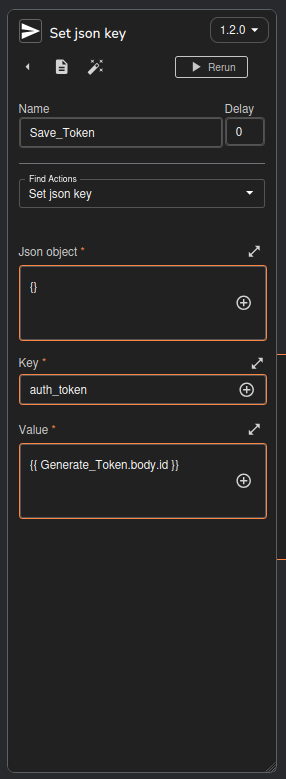 Set json key
1.2.0
Rerun
Name
Delay
Save_Token
0
Find Actions
Set json key
Json object *
{}
Key *
auth_token
Value *
{{ Generate_Token.body.id }}